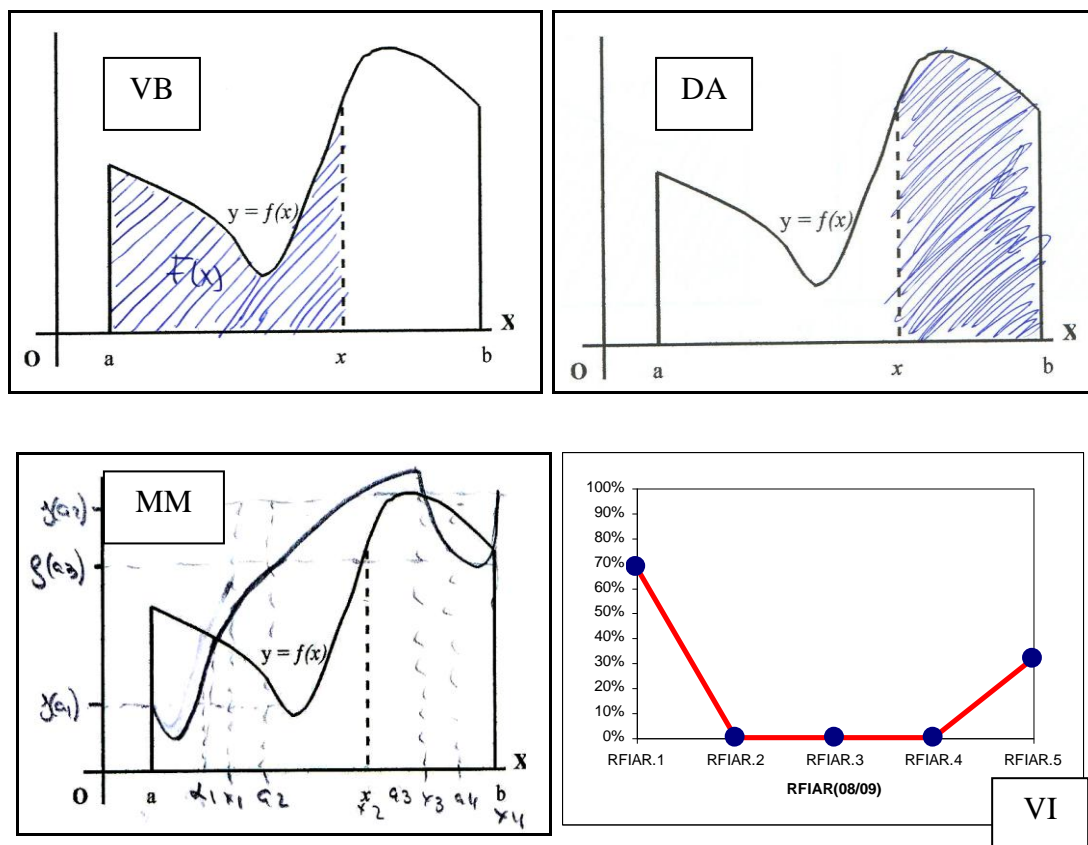 VB
y = f(x)
F(x)
X
O a x b
DA
y = f(x)
X
O a x b
MM
y(a2)
g(a3)
y = f(x)
y(a1)
X
O a α1 x1 a2 x a3 x3 a4 b
x2 x4
100%
90%
80%
70%
60%
50%
40%
30%
20%
10%
0%
RFIAR.1 RFIAR.2 RFIAR.3 RFIAR.4 RFIAR.5
RFIAR(08/09)
VI